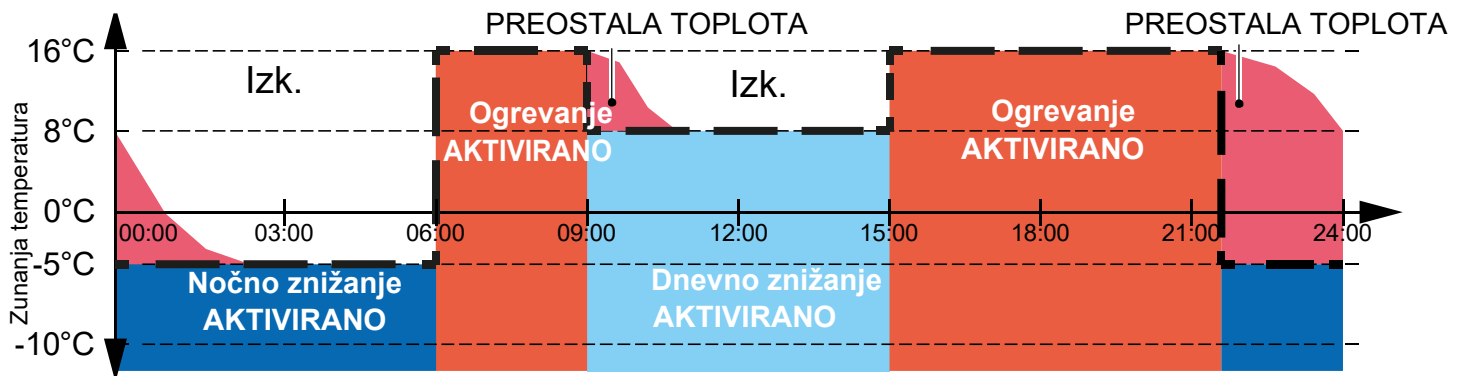 PREOSTALA TOPLOTA
PREOSTALA TOPLOTA
16°C
Izk.
Izk.
Ogrevanje
AKTIVIRANO
Ogrevanje
AKTIVIRANO
8°C
0°C
00:00
03:00
06:00
09:00
12:00
15:00
18:00
21:00
24:00
Zunanja temperatura
-5°C
Nočno znižanje
AKTIVIRANO
Dnevno znižanje
AKTIVIRANO
-10°C